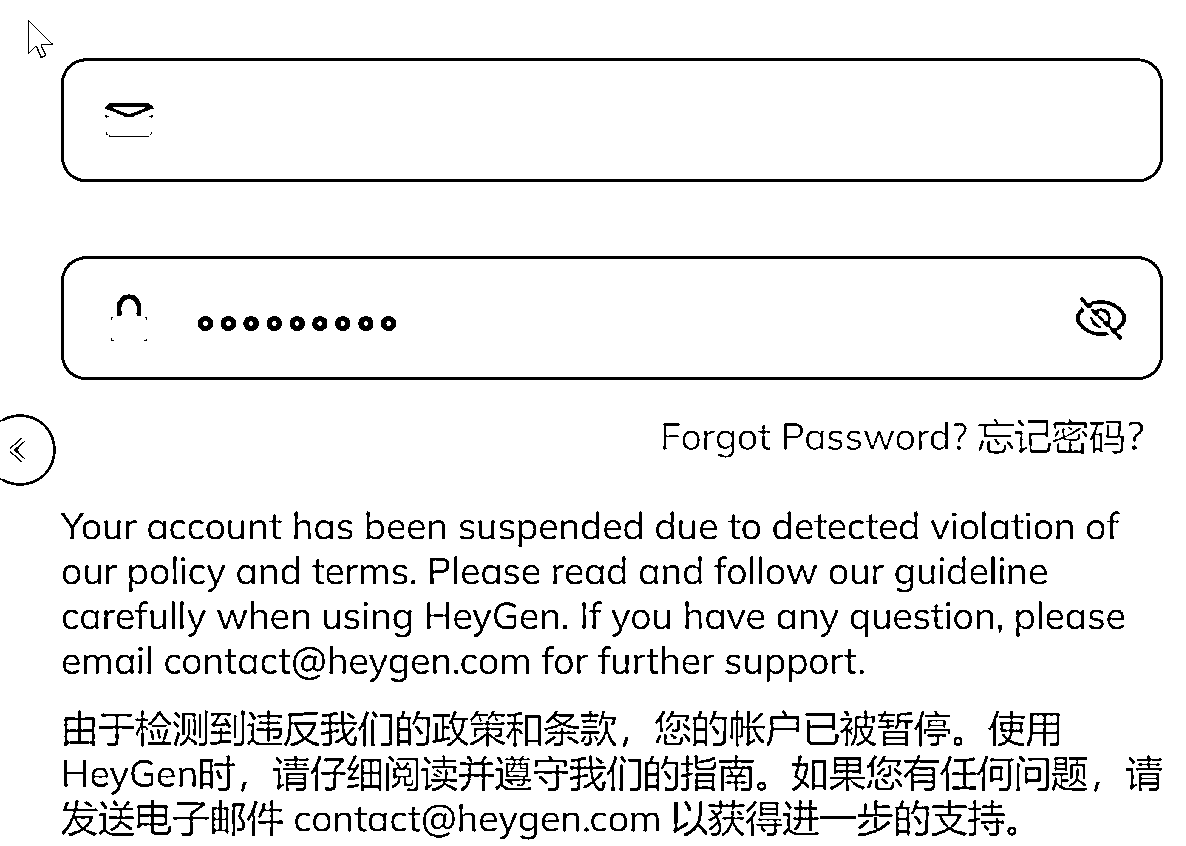 Forgot Password? 忘记密码?
Your account has been suspended due to detected violation of
our policy and terms. Please read and follow our guideline
carefully when using HeyGen. If you have any question, please
email contact@heygen.com for further support.
由于检测到违反我们的政策和条款，您的帐户已被暂停。使用
HeyGen时，请仔细阅读并遵守我们的指南。如果您有任何问题，请
发送电子邮件 contact@heygen.com 以获得进一步的支持。